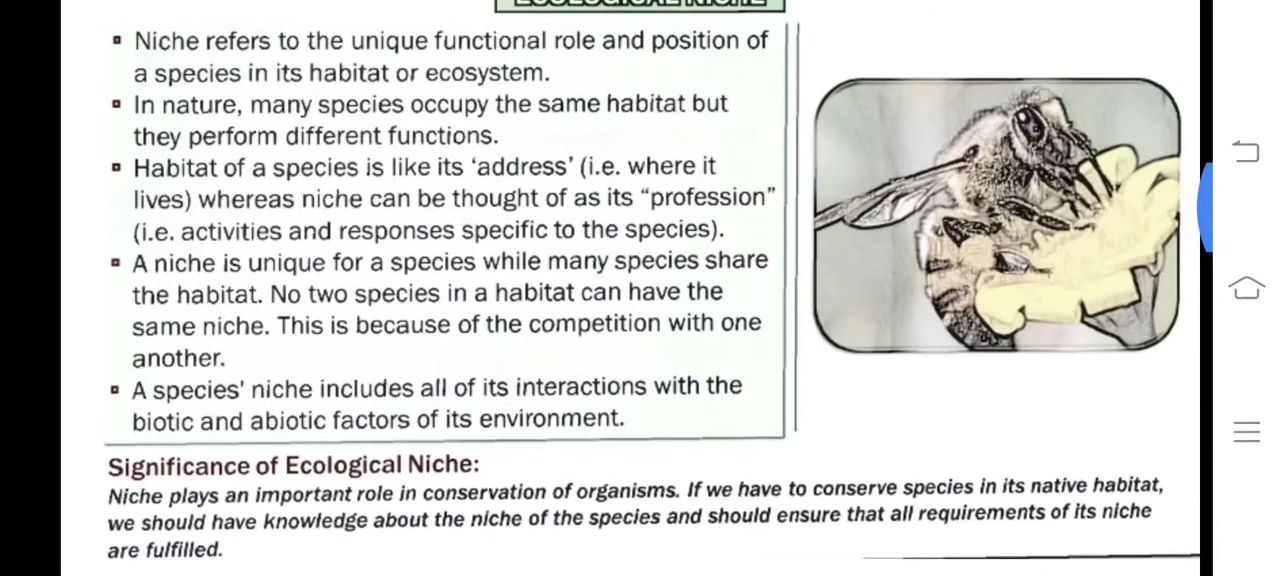 ECOLOGICAL NICHE
▫ Niche refers to the unique functional role and position of
a species in its habitat or ecosystem.
▫ In nature, many species occupy the same habitat but
they perform different functions.
▫ Habitat of a species is like its ‘address’ (i.e. where it
lives) whereas niche can be thought of as its “profession”
(i.e. activities and responses specific to the species).
▫ A niche is unique for a species while many species share
the habitat. No two species in a habitat can have the
same niche. This is because of the competition with one
another.
▫ A species' niche includes all of its interactions with the
biotic and abiotic factors of its environment.
Significance of Ecological Niche:
Niche plays an important role in conservation of organisms. If we have to conserve species in its native habitat,
we should have knowledge about the niche of the species and should ensure that all requirements of its niche
are fulfilled.